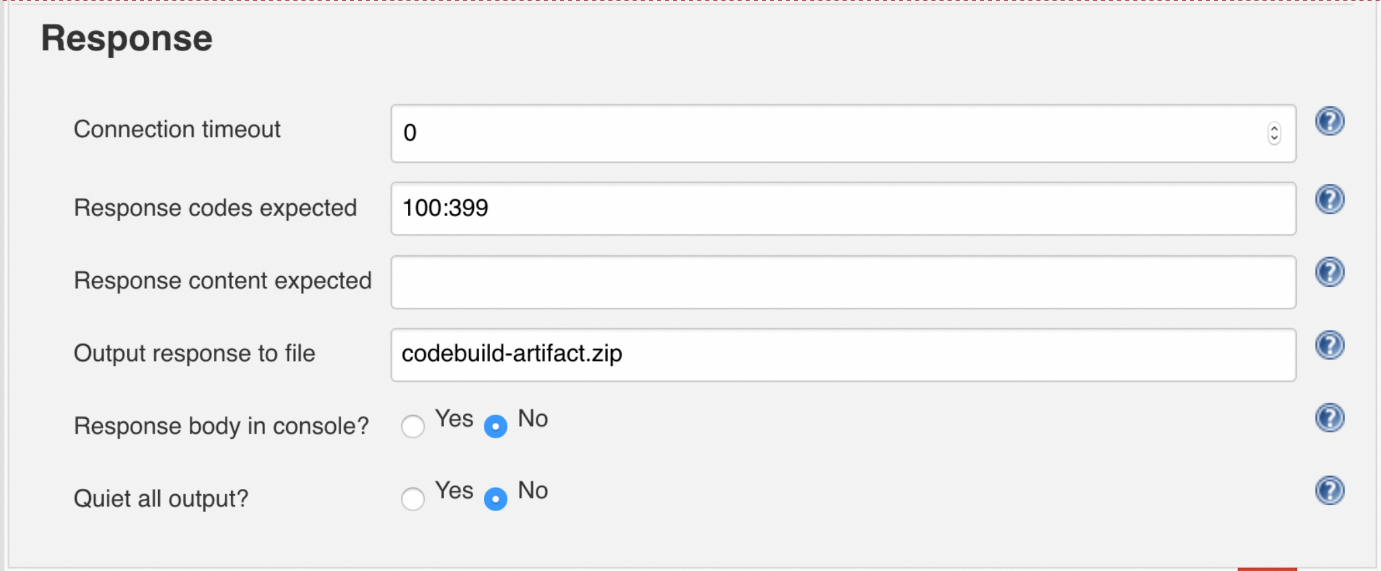 Response
Connection timeout 0
Response codes expected 100:399
Response content expected
Output response to file codebuild-artifact.zip
Response body in console? Yes No
Quiet all output? Yes No